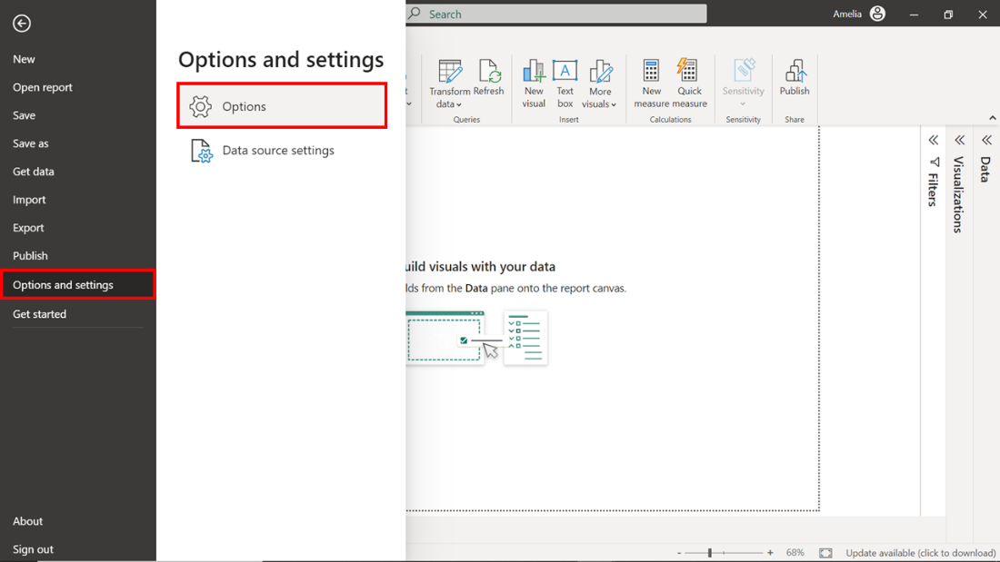 Search
Amelia
New
Open report
Save
Save as
Get data
Import
Export
Publish
Options and settings
Get started
About
Sign out
Options and settings
Options
Data source settings
Transform
data
Refresh
Queries
New
visual
Text
box
More
visuals
Insert
New
measure
Quick
measure
Calculations
Sensitivity
Sensitivity
Publish
Share
uild visuals with your data
lds from the Data pane onto the report canvas.
Filters
Visualizations
Data
- + 68%
Update available (click to download)